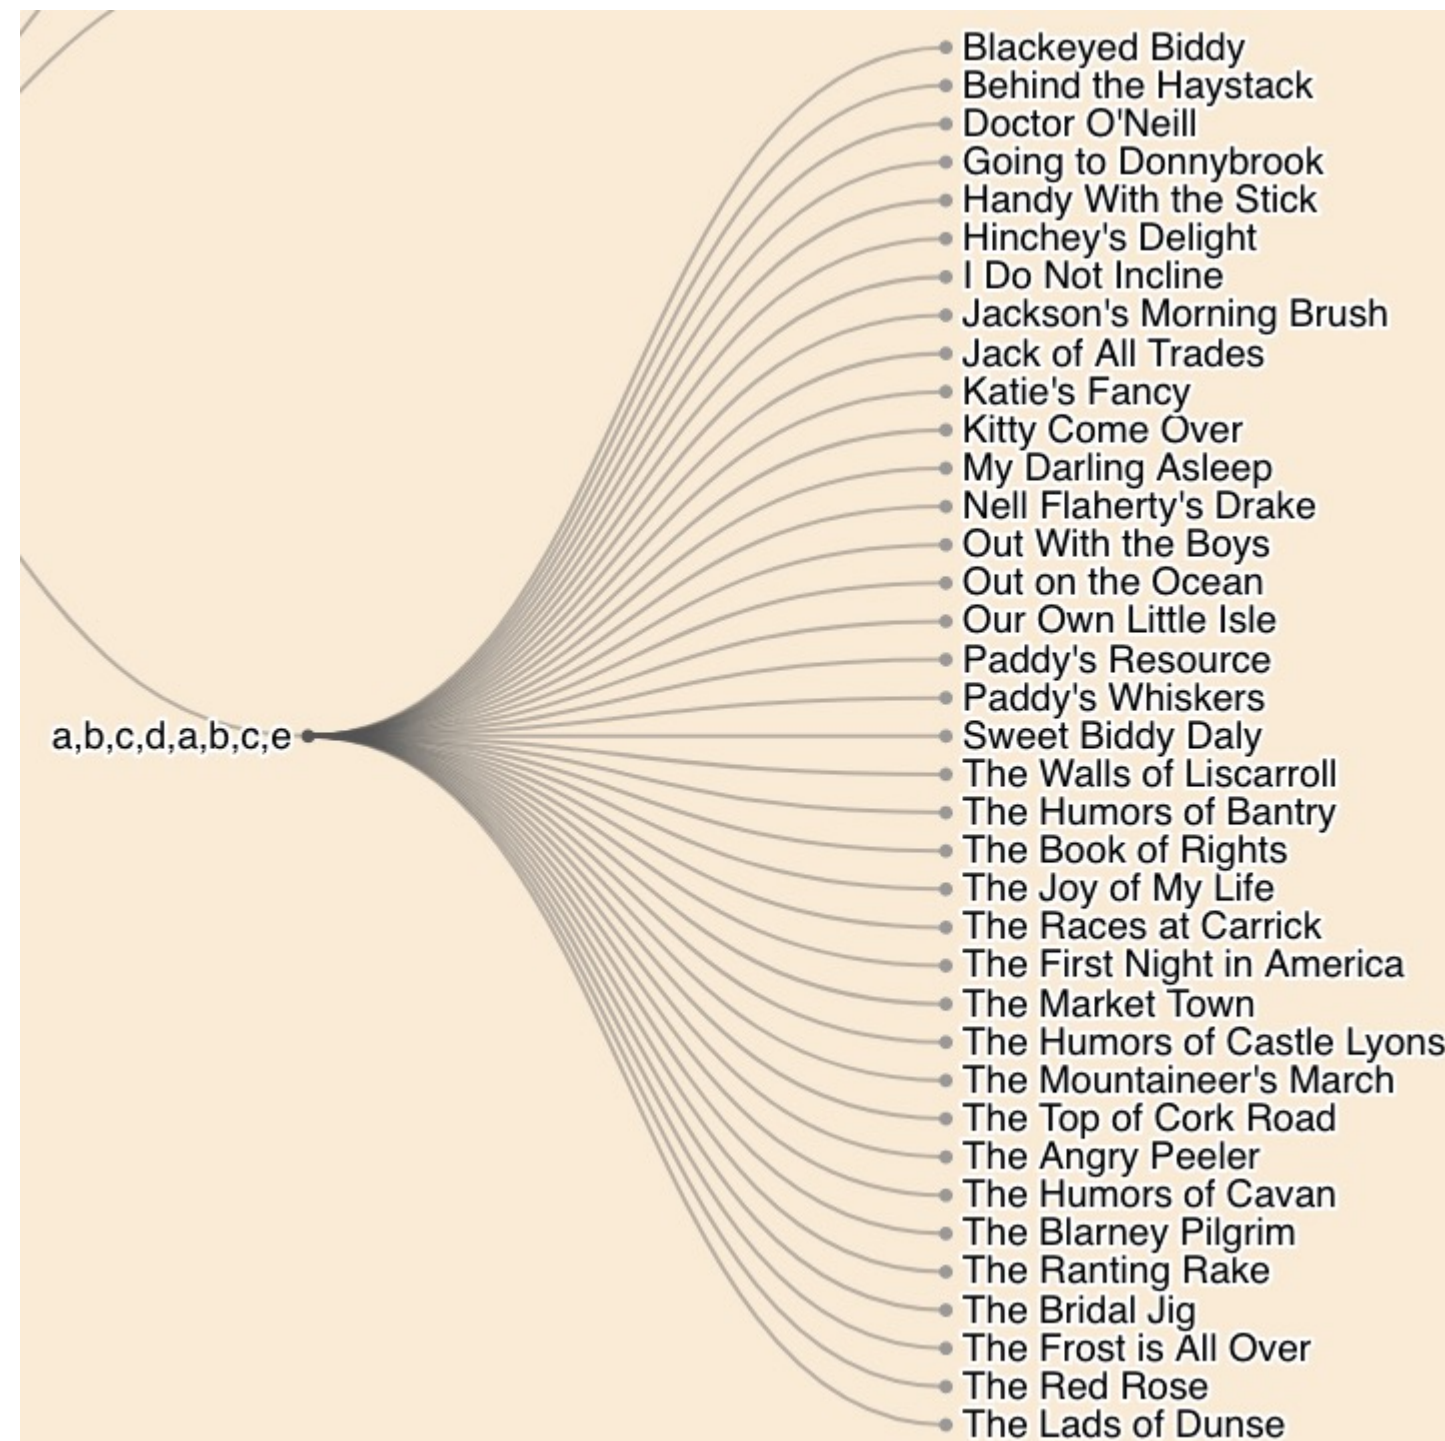 Blackeyed Biddy
Behind the Haystack
Doctor O'Neill
Going to Donnybrook
Handy With the Stick
Hinchey's Delight
I Do Not Incline
Jackson's Morning Brush
Jack of All Trades
Katie's Fancy
Kitty Come Over
My Darling Asleep
Nell Flaherty's Drake
Out With the Boys
Out on the Ocean
Our Own Little Isle
Paddy's Resource
Paddy's Whiskers
a,b,c,d,a,b,c,e
Sweet Biddy Daly
The Walls of Liscarroll
The Humors of Bantry
The Book of Rights
The Joy of My Life
The Races at Carrick
The First Night in America
The Market Town
The Humors of Castle Lyons
The Mountaineer's March
The Top of Cork Road
The Angry Peeler
The Humors of Cavan
The Blarney Pilgrim
The Ranting Rake
The Bridal Jig
The Frost is All Over
The Red Rose
The Lads of Dunse